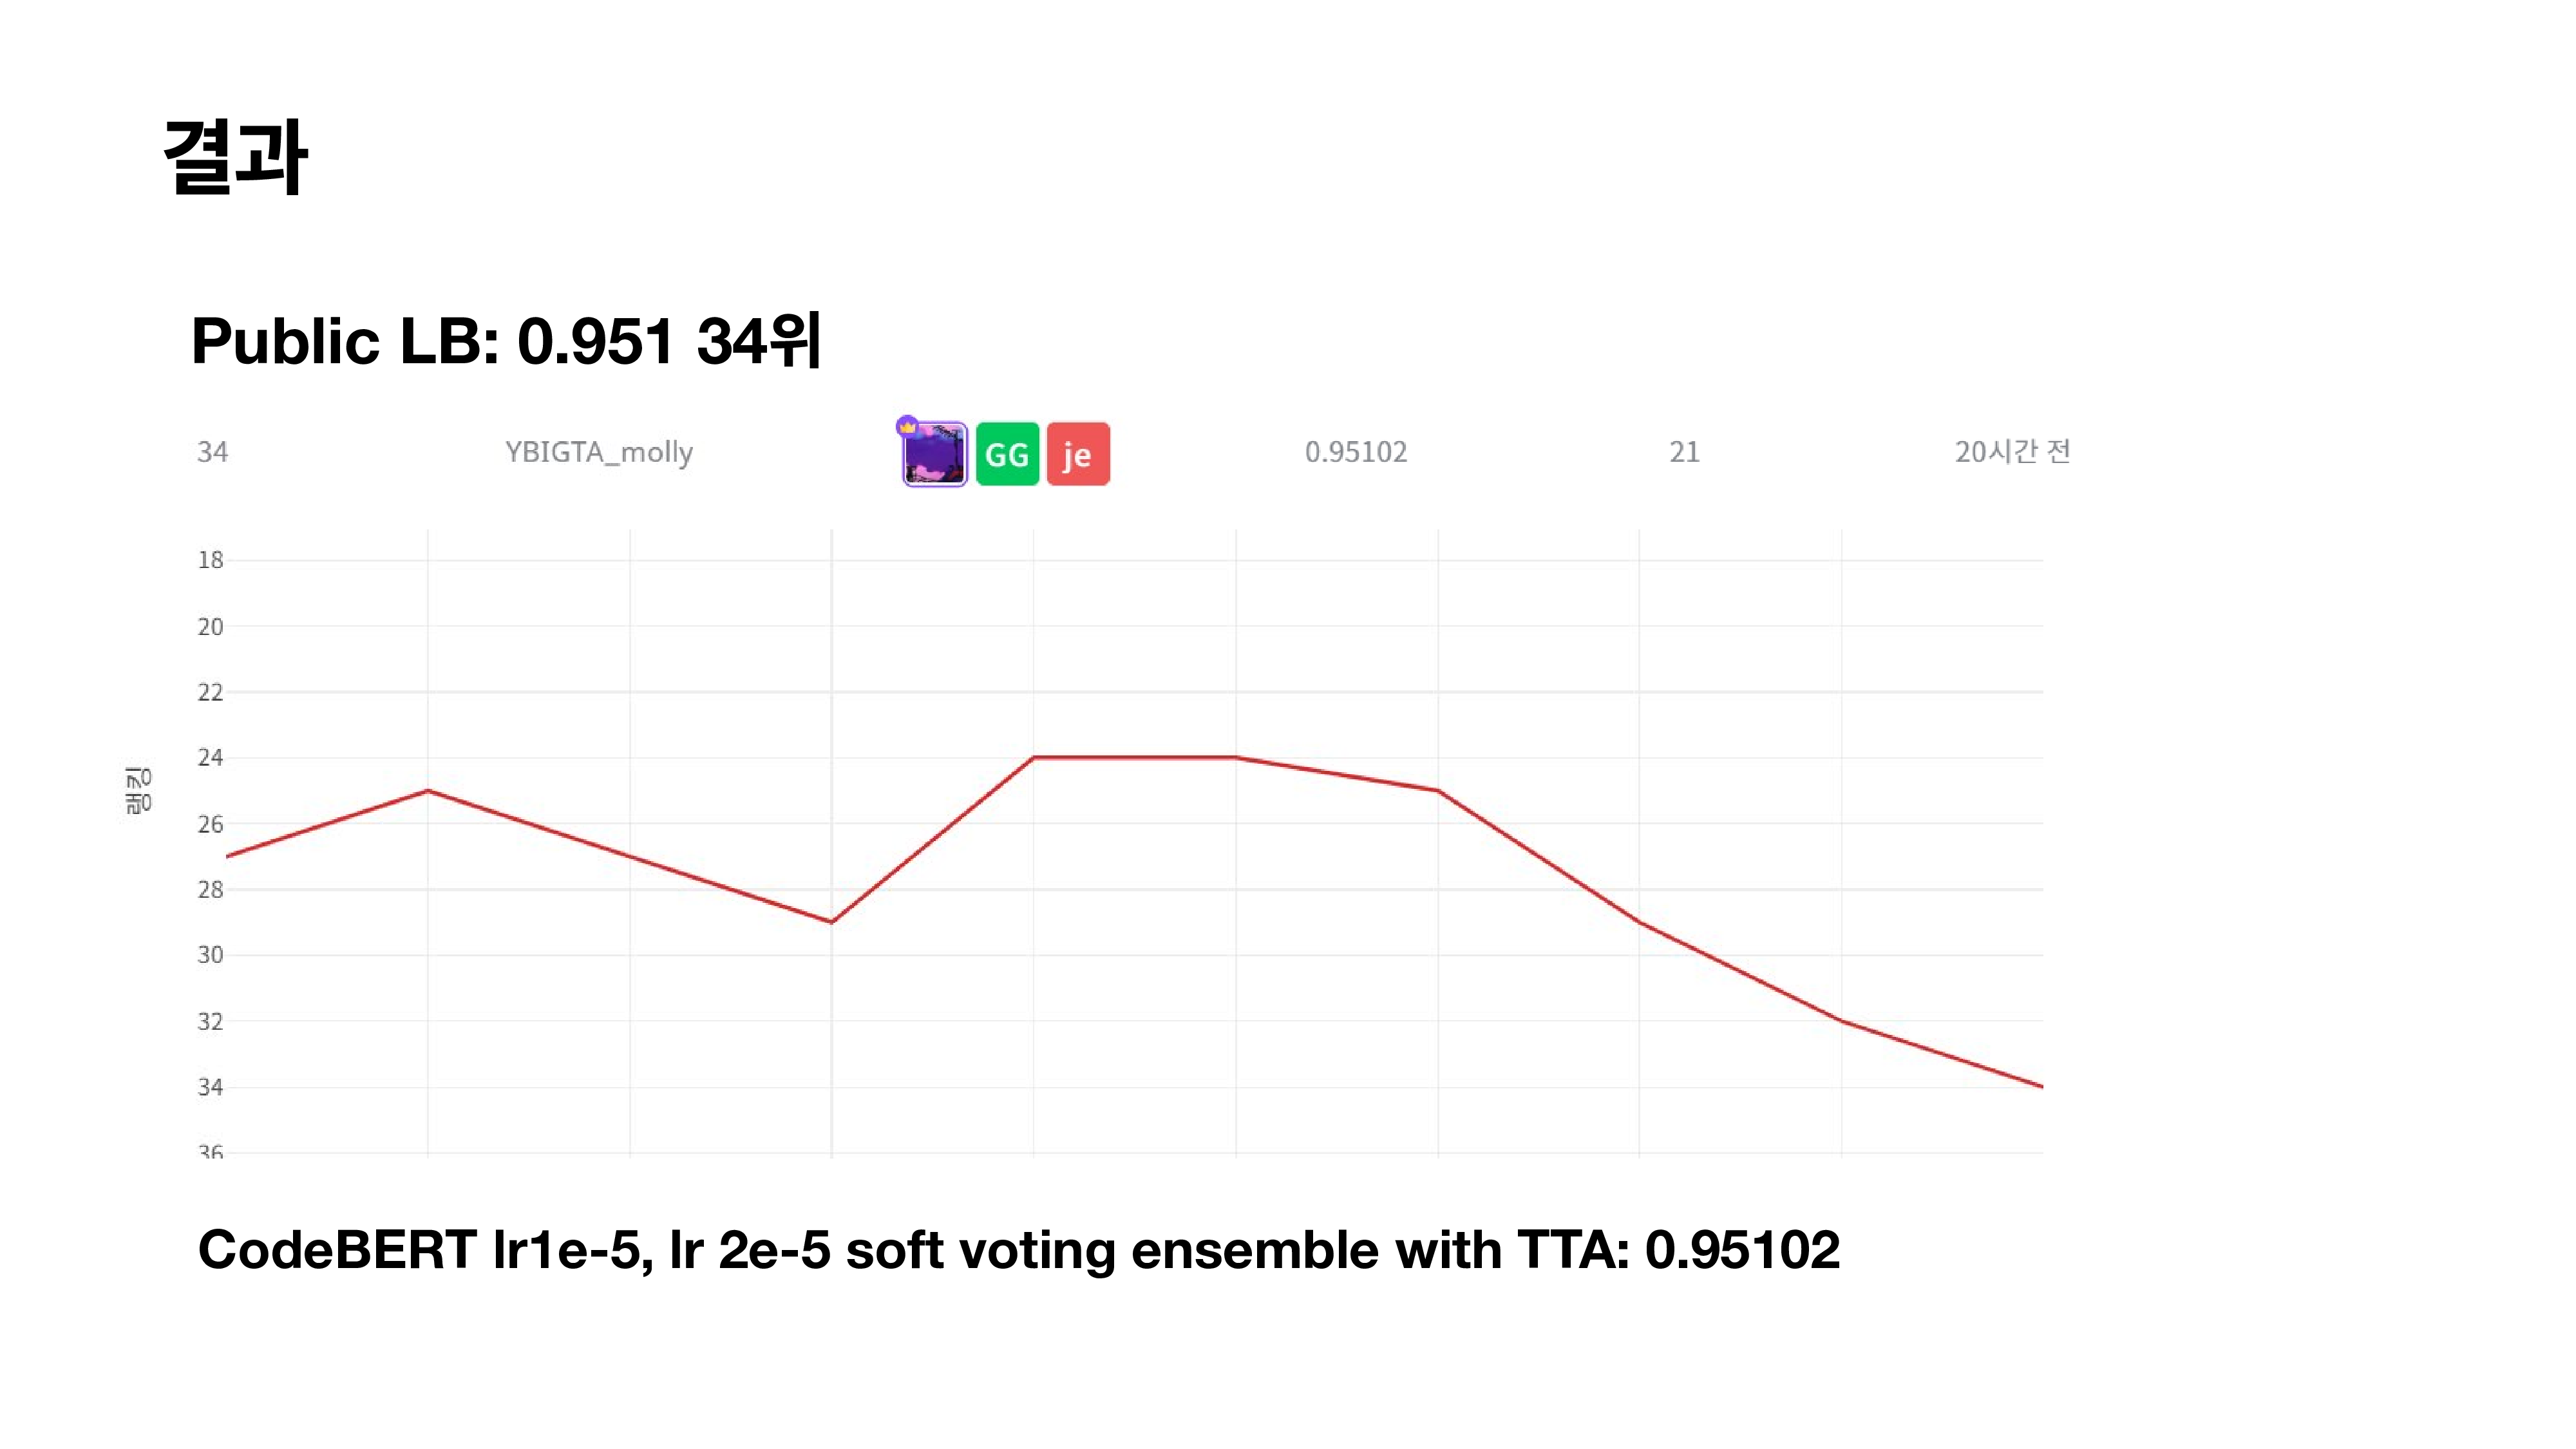 결과
Public LB: 0.951 34위
34 YBIGTA_molly GG je 0.95102 21 20시간 전
18
20
22
24
랭킹
26
28
30
32
34
36
CodeBERT lr1e-5, lr 2e-5 soft voting ensemble with TTA: 0.95102